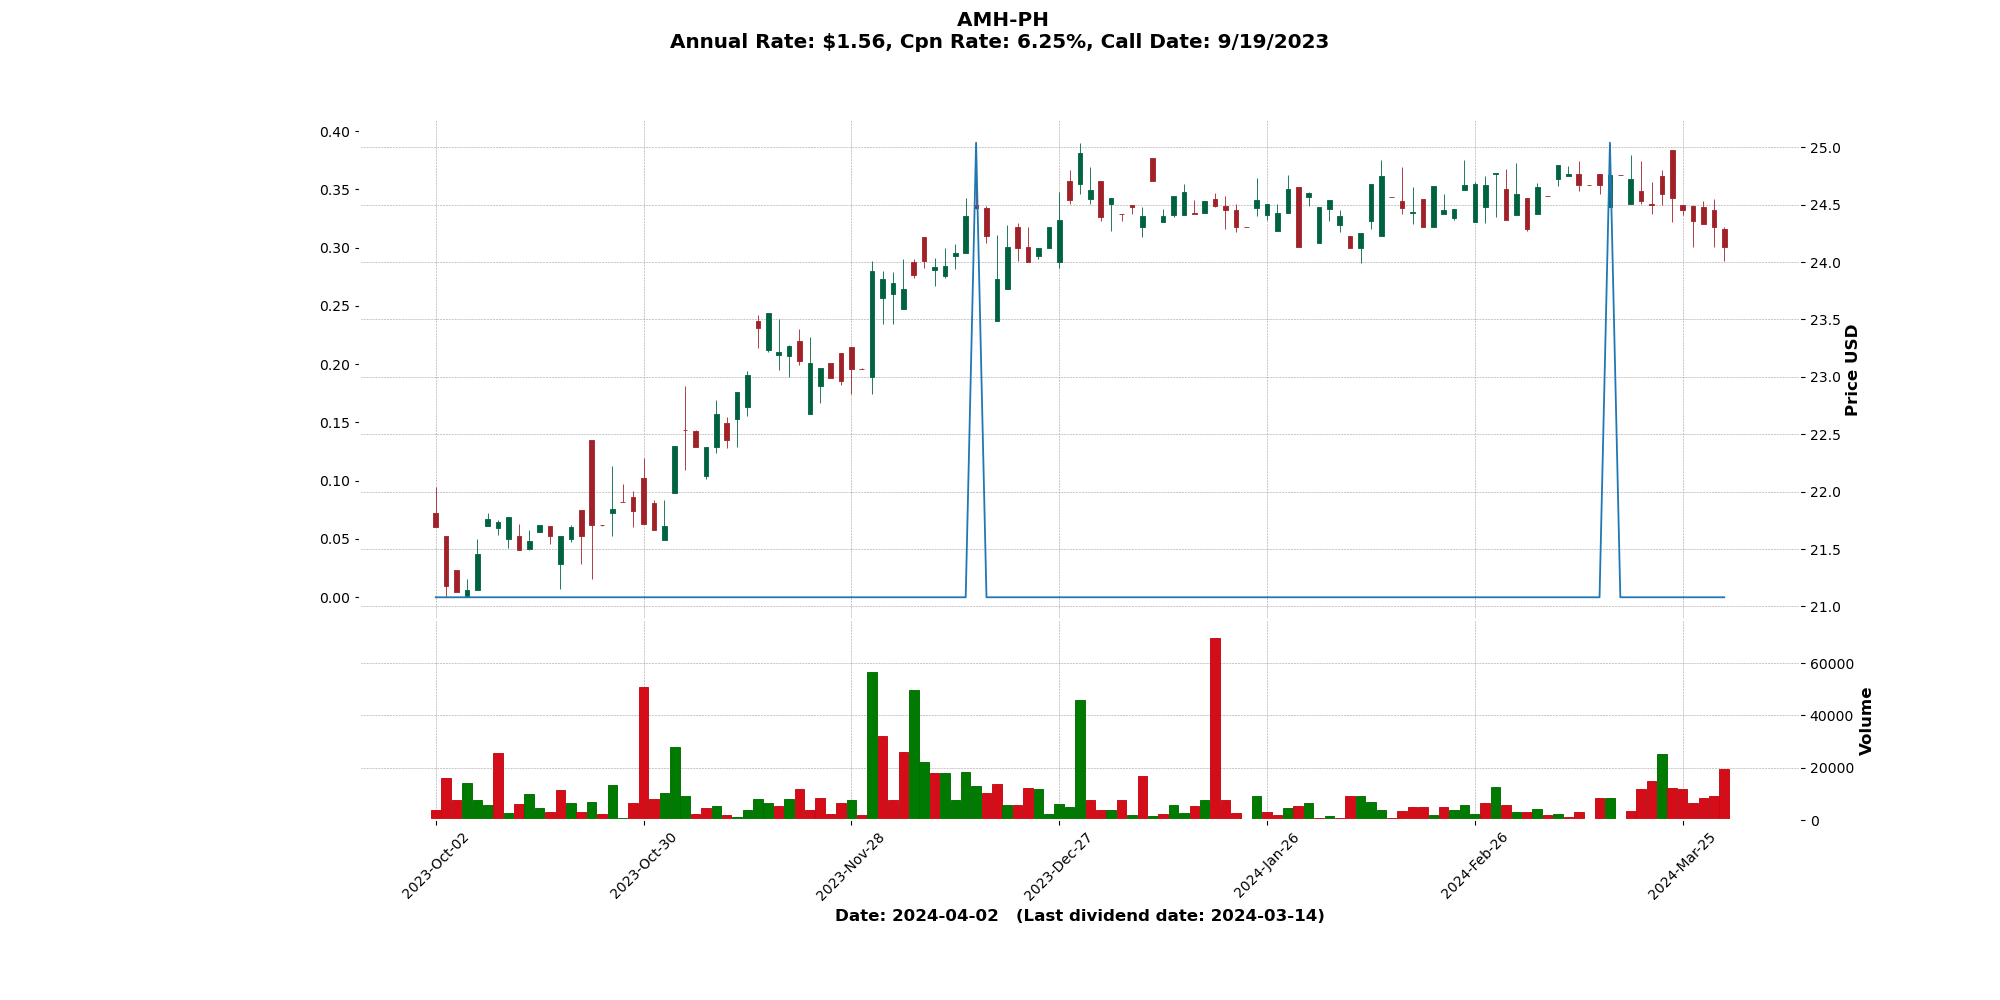 AMH-PH
Annual Rate: $1.56, Cpn Rate: 6.25%, Call Date: 9/19/2023
0.40
0.35
0.30
0.25
0.20
0.15
0.10
0.05
0.00
25.0
24.5
24.0
23.5
23.0
22.5
22.0
21.5
21.0
Price USD
60000
40000
20000
0
Volume
2023-Oct-02
2023-Oct-30
2023-Nov-28
2023-Dec-27
2024-Jan-26
2024-Feb-26
2024-Mar-25
Date: 2024-04-02 (Last dividend date: 2024-03-14)